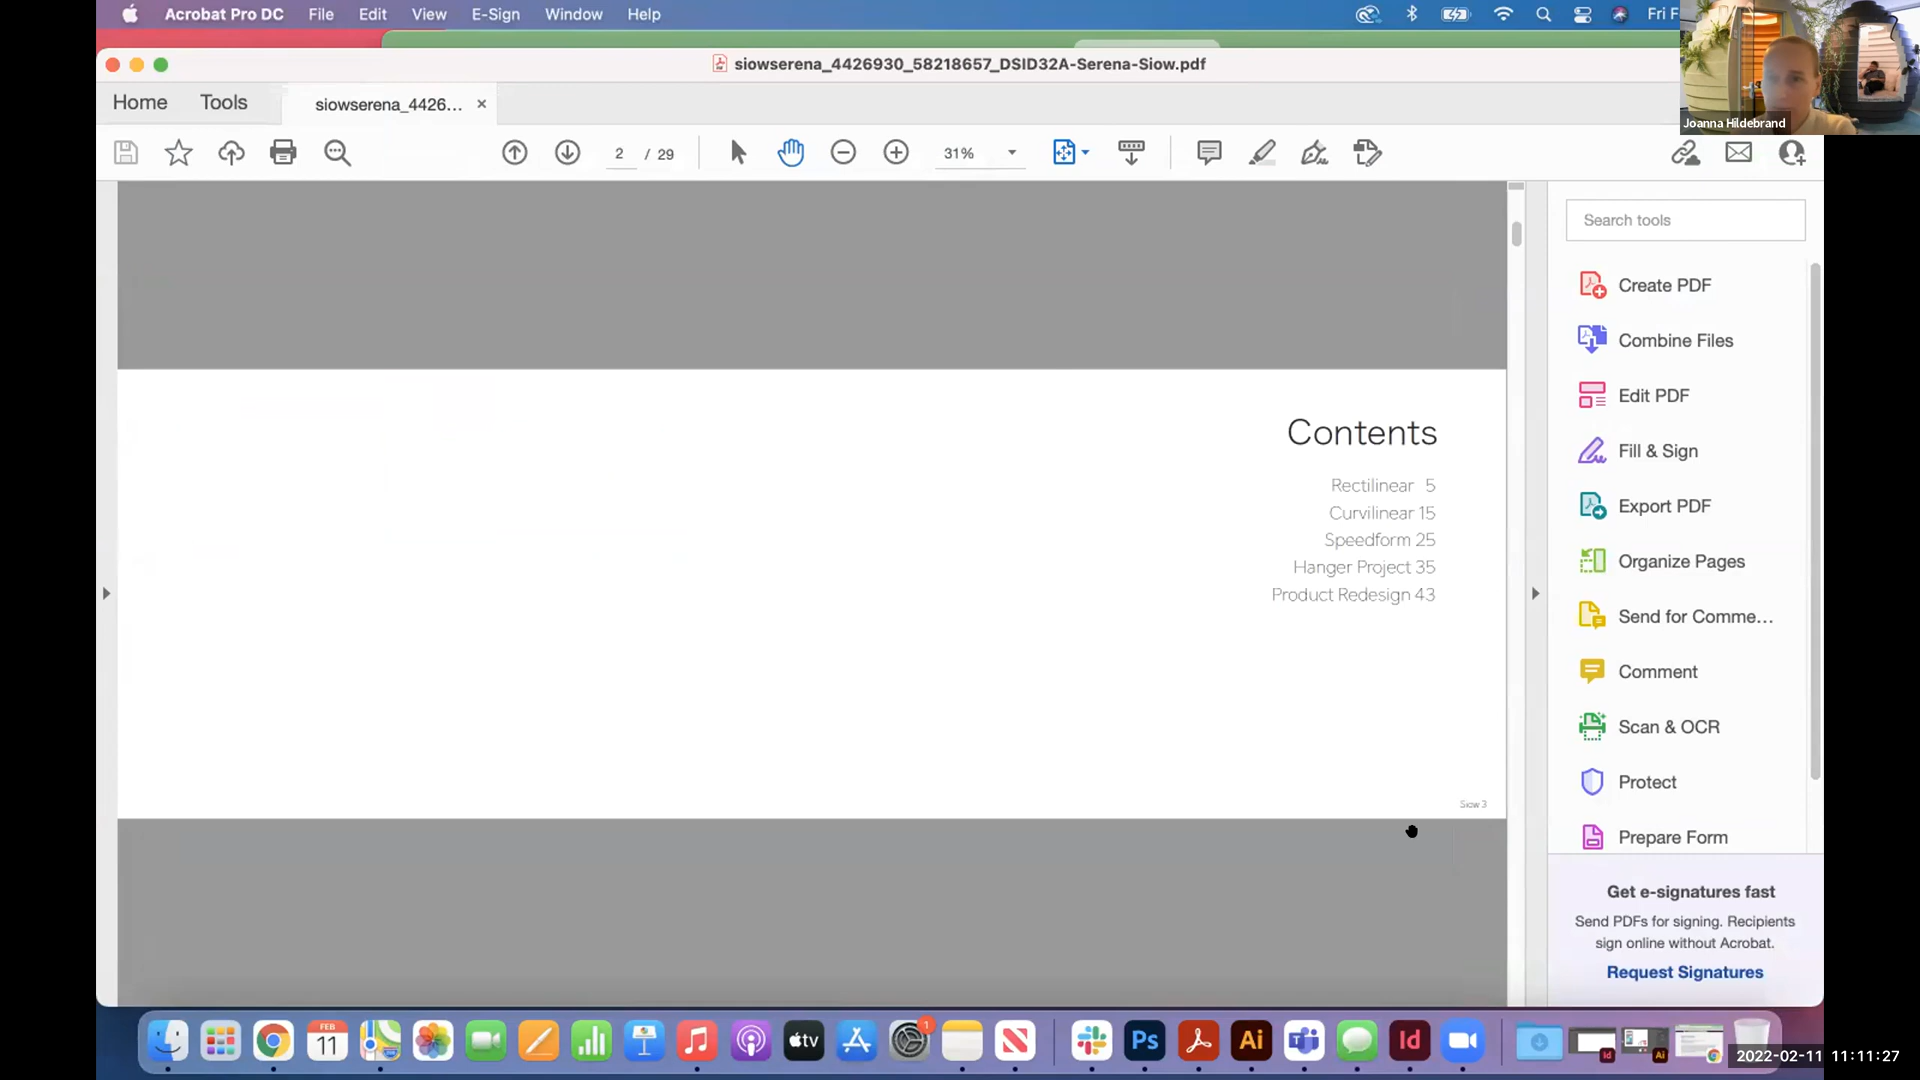 Acrobat Pro DC File Edit View E-Sign Window Help
Fri F
siowserena_4426930_58218657_DSID32A-Serena-Siow.pdf
Joanna Hildebrand
Home Tools siowserena_4426...
2 / 29 31%
Search tools
Create PDF
Combine Files
Edit PDF
Fill & Sign
Export PDF
Organize Pages
Send for Comme...
Comment
Scan & OCR
Protect
Prepare Form
Contents
Rectilinear 5
Curvilinear 15
Speedform 25
Hanger Project 35
Product Redesign 43
Siow 3
Get e-signatures fast
Send PDFs for signing. Recipients
sign online without Acrobat.
Request Signatures
FEB
11
tv
1
Ps
Ai
Id
Id
Ai
2022-02-11 11:11:27